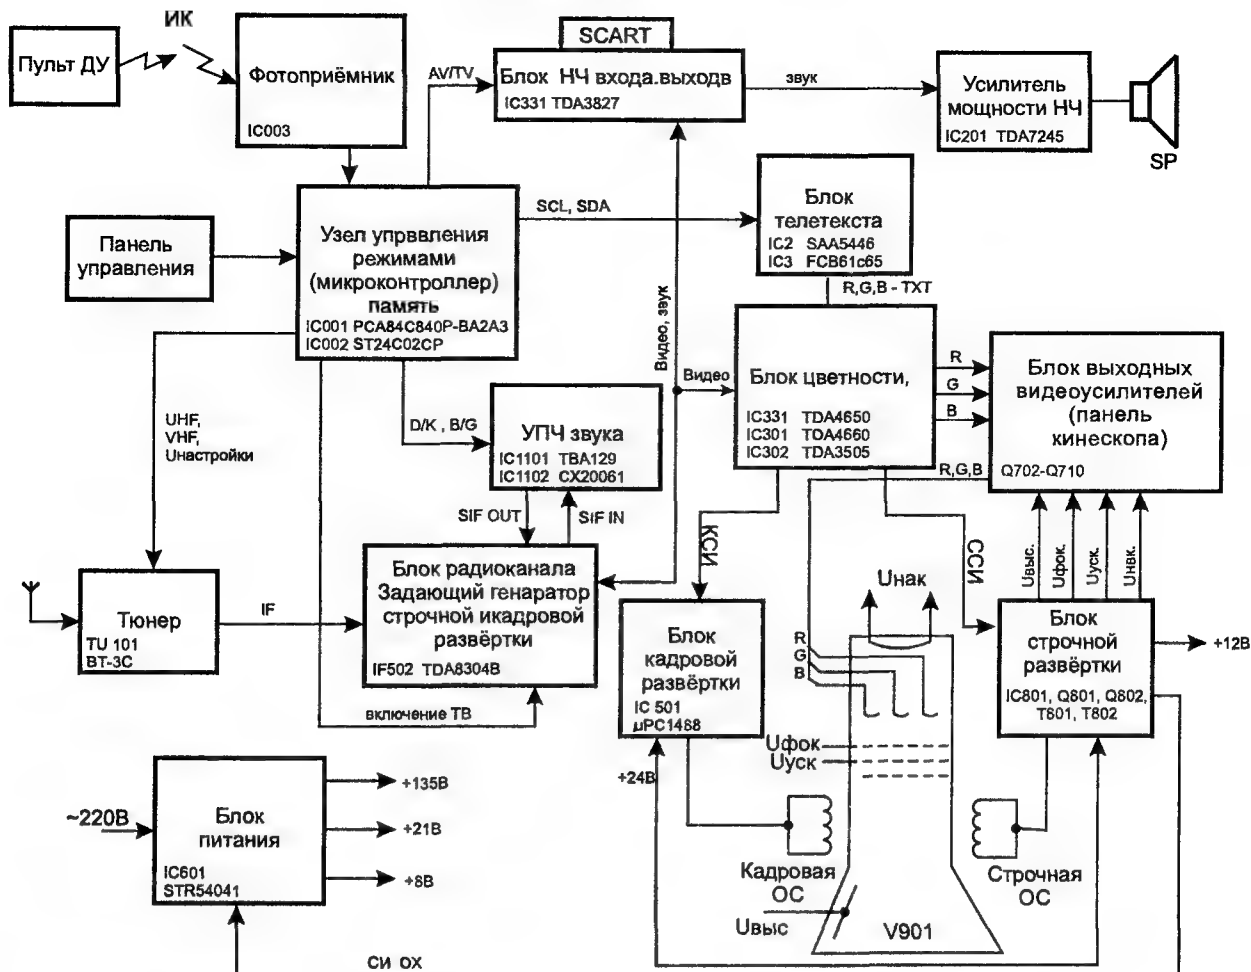 ИК
Пульт ДУ
Фотоприёмник
IC003
AV/TV
SCART
Блок НЧ входа.выходв
IC331 TDA3827
звук
Усилитель
мощности НЧ
IC201 TDA7245
SP
Панель
управления
Узел упрввления
режимами
(микроконтроллер)
память
IC001 PCA84C840P-BA2A3
IC002 ST24C02CP
SCL, SDA
Блок
телетекста
IC2 SAA5446
IC3 FCB61c65
R,G,B - TXT
Видео, звук
Видео
Блок цветности,
IC331 TDA4650
IC301 TOA4660
IC302 TDA3505
R
G
B
Блок выходных
видеоусилителей
(панель
кинескопа)
Q702-Q710
R,G,B
UHF,
VHF,
Uнастройки
D/K , B/G
УПЧ звука
IC1101 TBA129
IC1102 CX20061
SIF OUT
SIF IN
КСИ
ССИ
Uвыс.
Uфок.
Uуск.
Uнвк.
Тюнер
TU 101
BT-3C
IF
Блок радиоканала
Задающий генаратор
строчной икадровой
развёртки
IF502 TDA8304B
включение ТВ
Блок
кадровой
развёртки
IC 501
µPC1488
+24В
Uнак
R
G
B
Uфок
Uуск
Блок
строчной
развёртки
IC801, Q801, Q802,
T801, T802
+12В
~220В
Блок
питания
IC601
STR54041
+135В
+21В
+8В
Кадровая
ОС
Строчная
ОС
Uвыс
V901
СИ ОХ